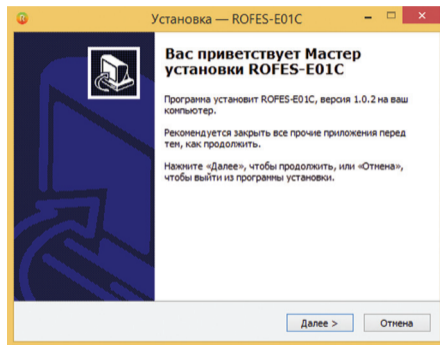 Установка — ROFES-E01C
Вас приветствует Мастер
установки ROFES-E01C
Программа установит ROFES-E01C, версия 1.0.2 на ваш
компьютер.
Рекомендуется закрыть все прочие приложения перед
тем, как продолжить.
Нажмите «Далее», чтобы продолжить, или «Отмена»,
чтобы выйти из программы установки.
Далее >
Отмена